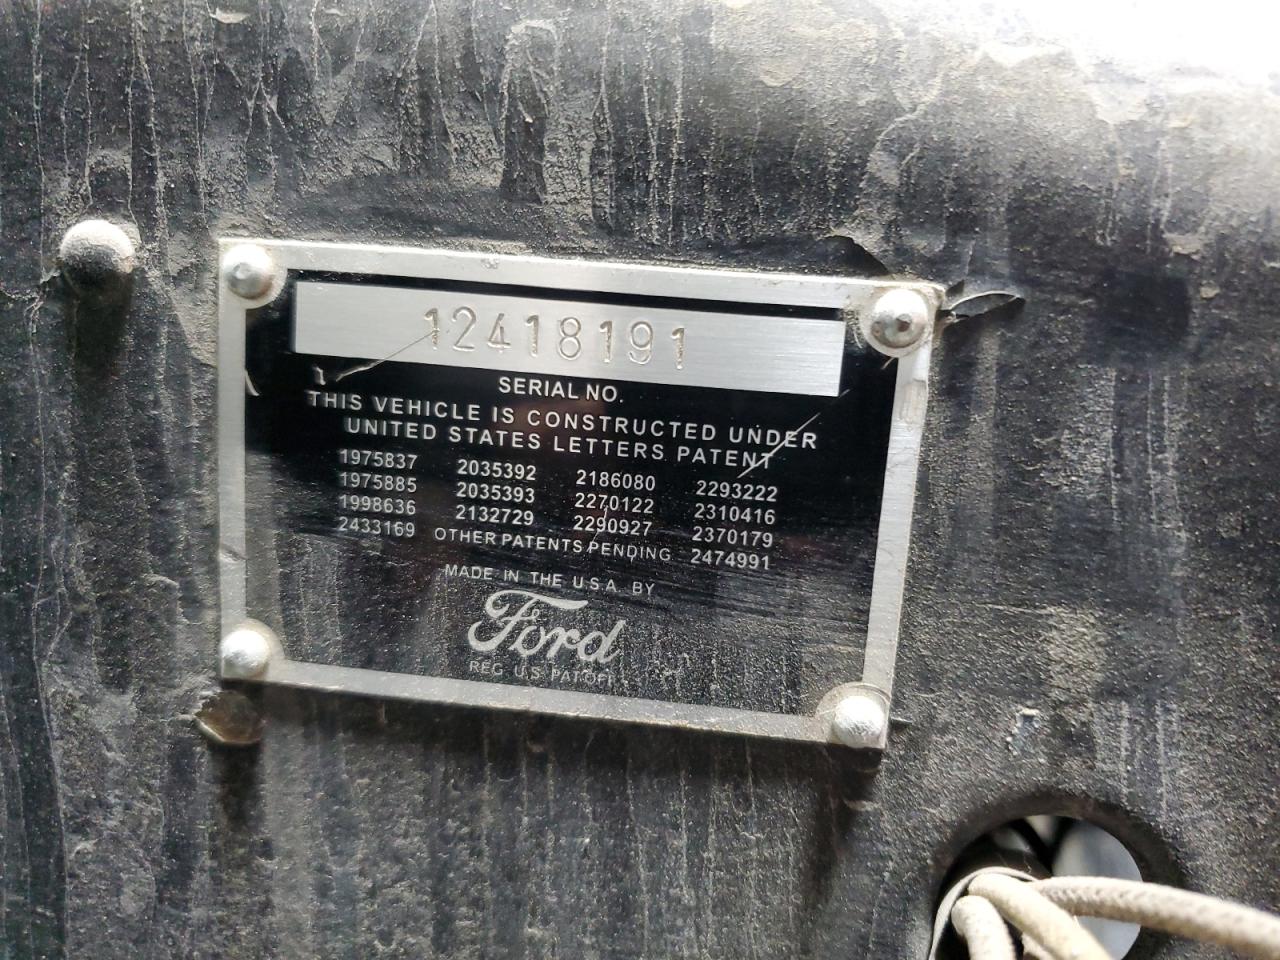 12418191
SERIAL NO.
THIS VEHICLE IS CONSTRUCTED UNDER
UNITED STATES LETTERS PATENT
1975837 2035392 2186080 2293222
1975885 2035393 2270122 2310416
1998636 2132729 2290927 2370179
2433169 OTHER PATENTS PENDING 2474991
MADE IN THE U.S.A. BY
Ford
REG. U.S. PAT. OFF.